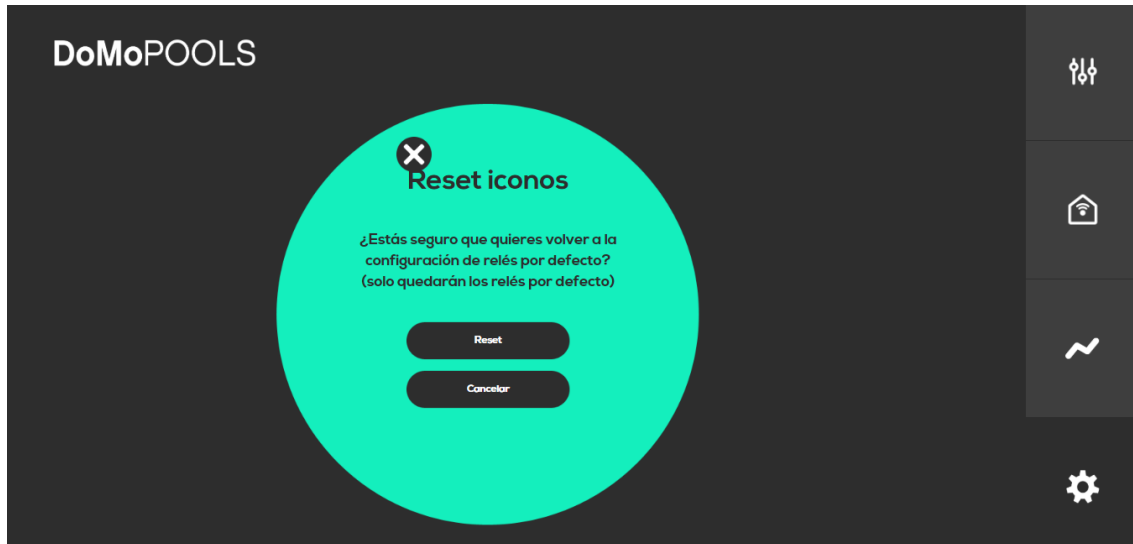 DoMoPOOLS
Reset iconos
¿Estás seguro que quieres volver a la
configuración de relés por defecto?
(solo quedarán los relés por defecto)
Reset
Cancelar